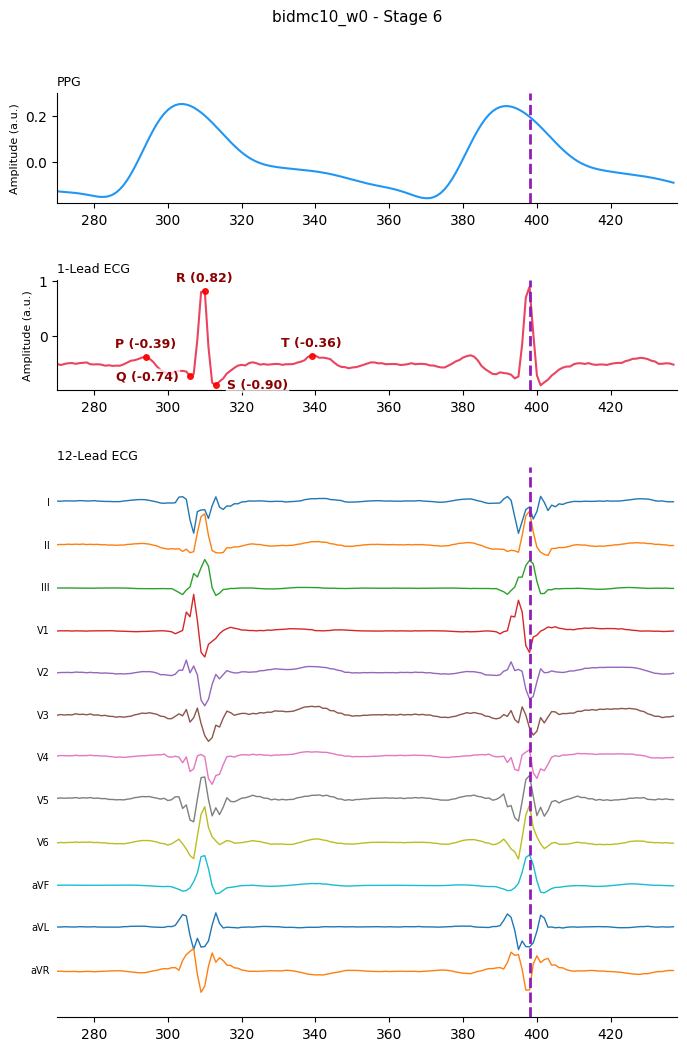 bidmc10_w0 - Stage 6
PPG
Amplitude (a.u.)
0.2
0.0
280 300 320 340 360 380 400 420
1-Lead ECG
Amplitude (a.u.)
1
0
R (0.82)
P (-0.39)
T (-0.36)
Q (-0.74)
S (-0.90)
280 300 320 340 360 380 400 420
12-Lead ECG
I
II
III
V1
V2
V3
V4
V5
V6
aVF
aVL
aVR
280 300 320 340 360 380 400 420